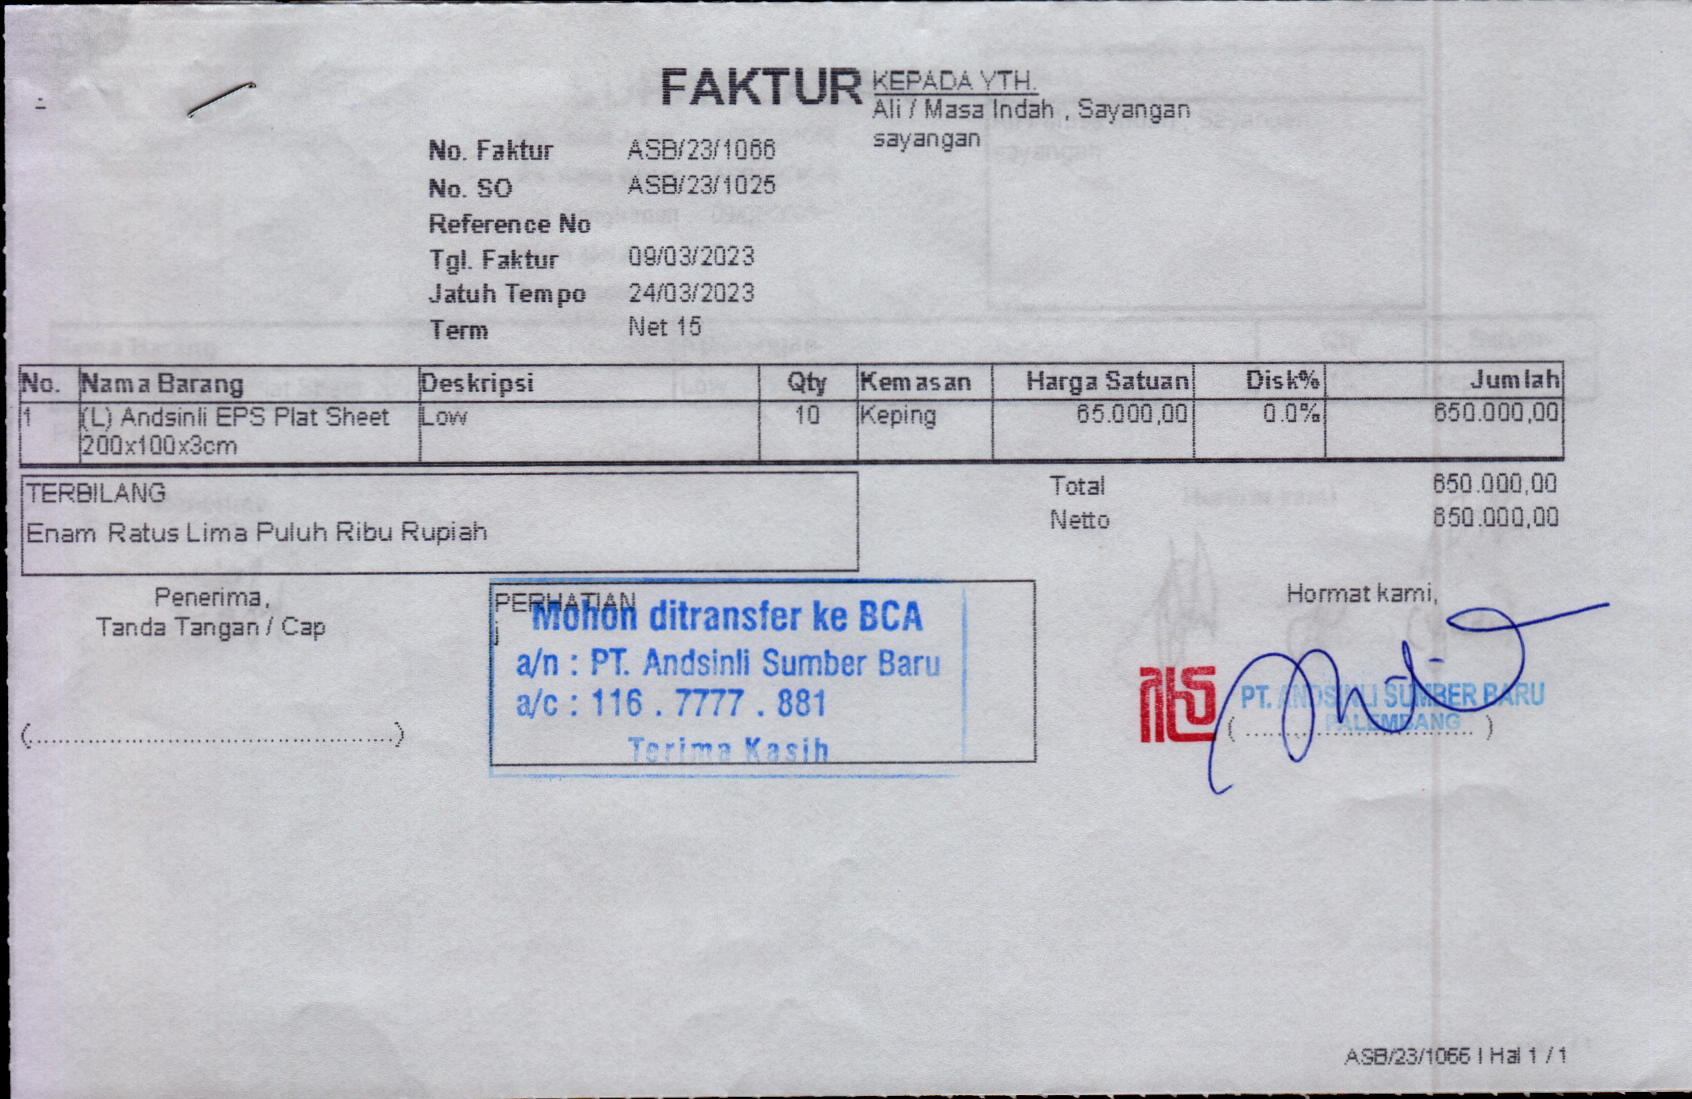 FAKTUR
KEPADA YTH.
Ali / Masa Indah , Sayangan
sayangan
No. Faktur ASB/23/1066
No. SO ASB/23/1025
Reference No
Tgl. Faktur 09/03/2023
Jatuh Tempo 24/03/2023
Term Net 15
No. Nama Barang Deskripsi Qty Kemasan Harga Satuan Disk% Jumlah
1 (L) Andsinli EPS Plat Sheet Low 10 Keping 65.000,00 0.0% 650.000,00
200x100x3cm
TERBILANG
Enam Ratus Lima Puluh Ribu Rupiah
Total 650.000,00
Netto 650.000,00
Penerima,
Tanda Tangan / Cap
(........................................................)
PERHATIAN
j
Mohon ditransfer ke BCA
a/n : PT. Andsinli Sumber Baru
a/c : 116 . 7777 . 881
Terima Kasih
Hormat kami,
PT. ANDSINLI SUMBER BARU
PALEMBANG
( ................................... )
ASB/23/1066 | Hal 1 / 1